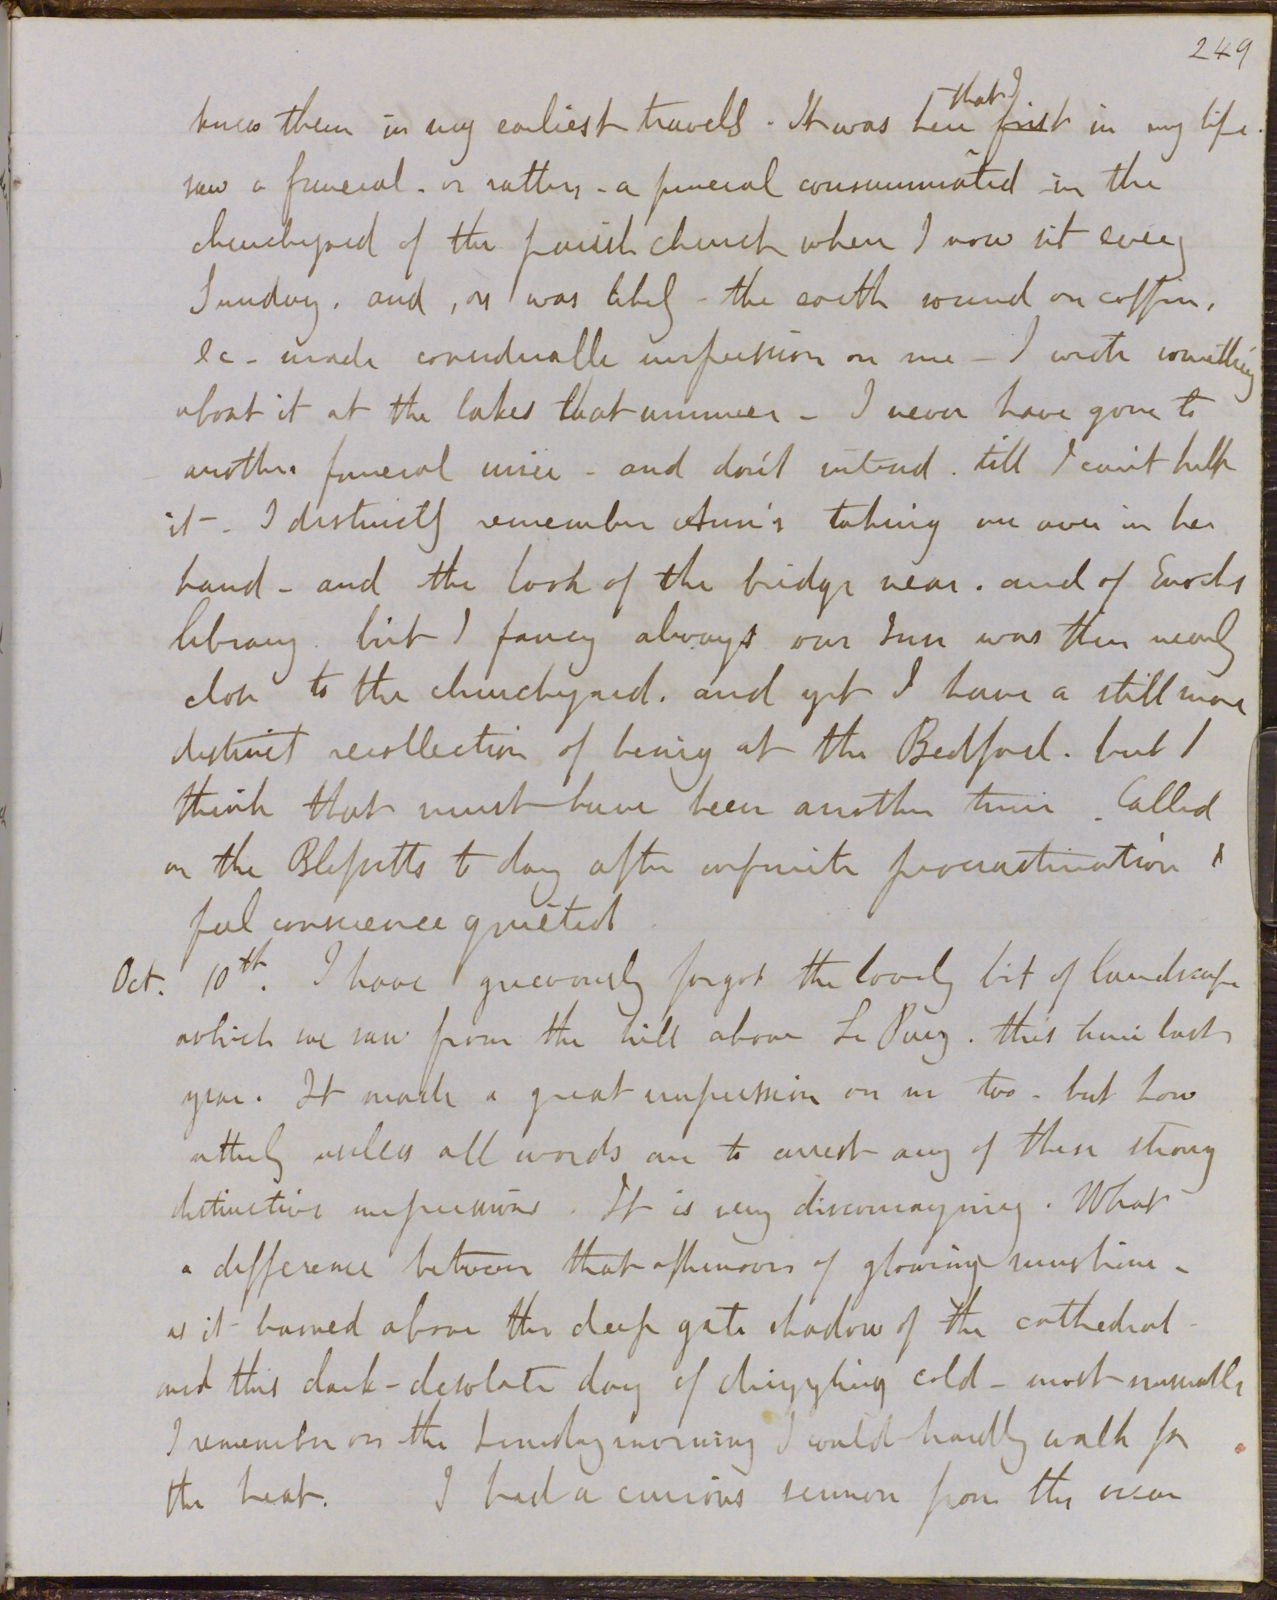 249
knew them in my earliest travels. It was here that I first in my life.
saw a funeral. or rather, - a funeral consummated in the
churchyard of the parish church where I now sit every
Sunday. and, as was likely - the earth sound on coffin,
&c - made considerable impression on me - I wrote something
about it at the lakes that summer - I never have gone to
another funeral since - and don't intend. till I can't help
it -. I distinctly remember Ann's taking me over in her
hand - and the look of the bridge near. and of
library. but I fancy always our Inn was then nearly
close to the churchyard. and yet I have a still more
distinct recollection of being at the Bedford. but I
think that must have been another time. Called
on the to day after infinite procrastination &
feel conscience quieted
Oct. 10th. I have grievously forgot the lovely bit of landscape
which we saw from the hill above Le Puy. this time last
year. It made a great impression on me too - but how
utterly useless all words are to arrest any of these strong
distinctive impressions. It is very discouraging. What
a difference between that afternoon of glowing sunshine -
as it burned above the deep gate shadow of the cathedral -
and this dark - desolate day of drizzling cold - most unusually
I remember on the Sunday morning I could hardly walk for
the heat. I had a curious sermon from the vicar